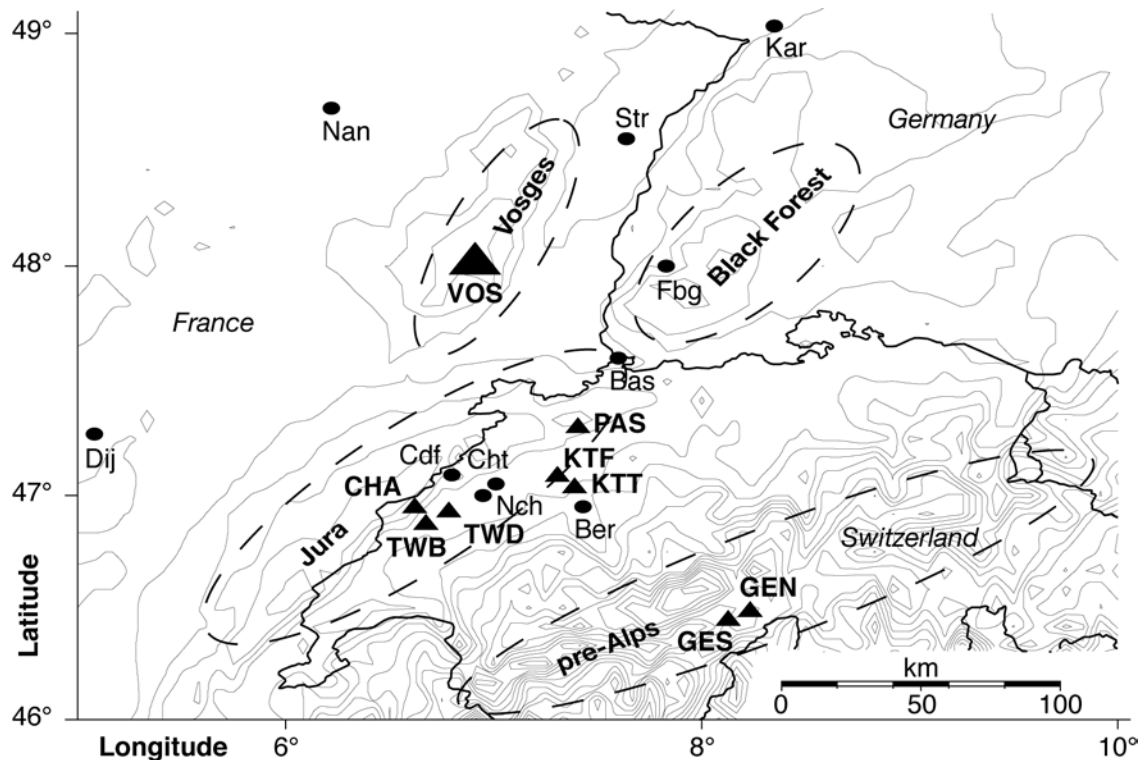 49°
Kar
Nan
Str
Germany
Vosges
Black Forest
48°
VOS
Fbg
France
Bas
PAS
Dij
Cdf
Cht
KTF
KTT
47°
CHA
Nch
Ber
TWB
TWD
Jura
Switzerland
GEN
GES
pre-Alps
Latitude
km
0
50
100
46°
Longitude
6°
8°
10°